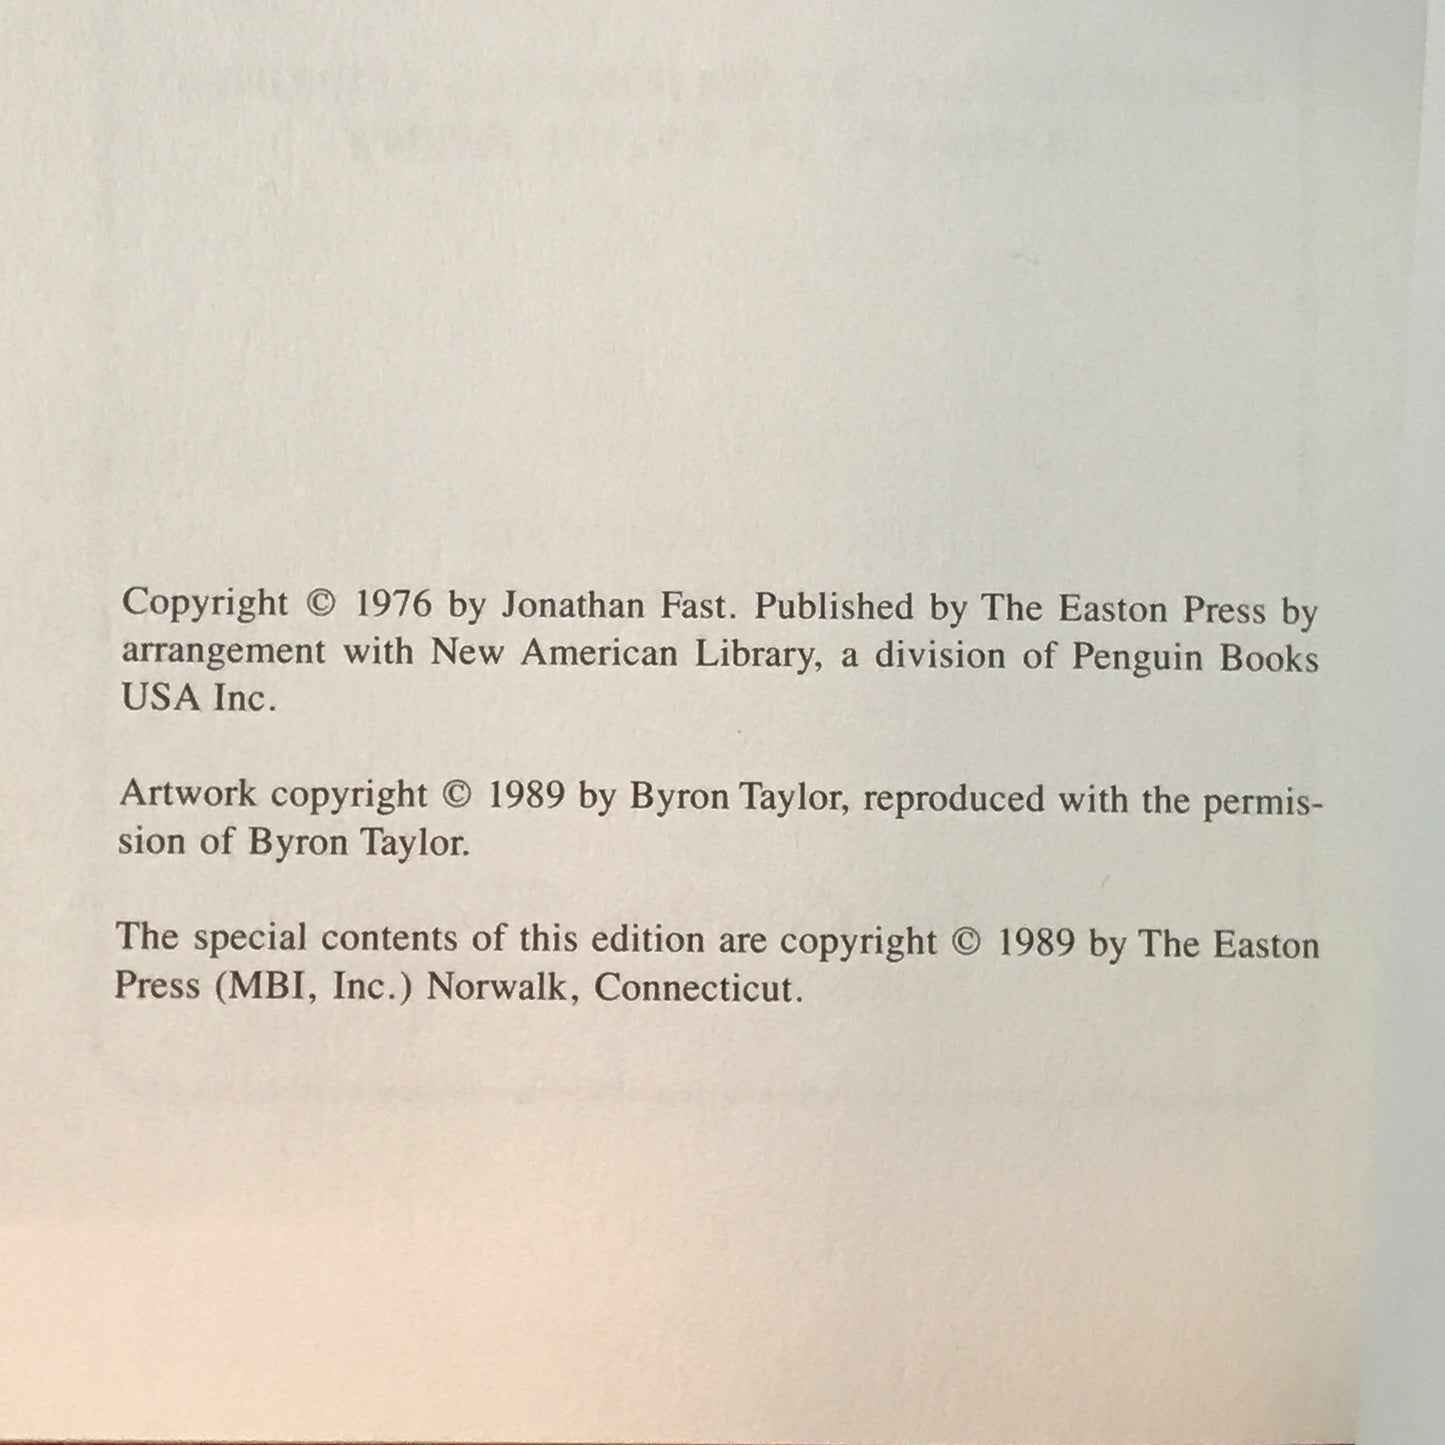 Copyright © 1976 by Jonathan Fast. Published by The Easton Press by
arrangement with New American Library, a division of Penguin Books
USA Inc.
Artwork copyright © 1989 by Byron Taylor, reproduced with the permis-
sion of Byron Taylor.
The special contents of this edition are copyright © 1989 by The Easton
Press (MBI, Inc.) Norwalk, Connecticut.